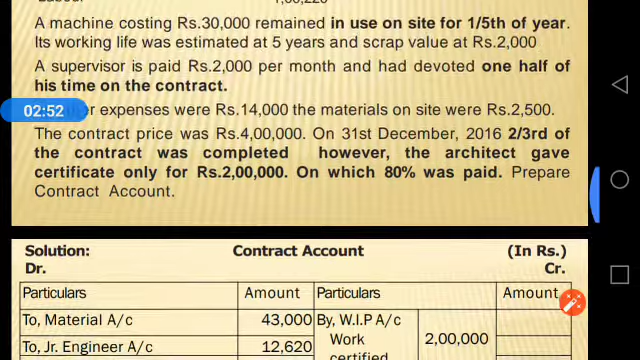 A machine costing Rs.30,000 remained in use on site for 1/5th of year.
Its working life was estimated at 5 years and scrap value at Rs.2,000
A supervisor is paid Rs.2,000 per month and had devoted one half of
his time on the contract.
02:52 expenses were Rs.14,000 the materials on site were Rs.2,500.
The contract price was Rs.4,00,000. On 31st December, 2016 2/3rd of
the contract was completed however, the architect gave
certificate only for Rs.2,00,000. On which 80% was paid. Prepare
Contract Account.
Solution: Contract Account (In Rs.)
Dr. Cr.
Particulars Amount Particulars Amount
To, Material A/c 43,000 By, W.I.P A/c
Work 2,00,000
To, Jr. Engineer A/c 12,620
certified